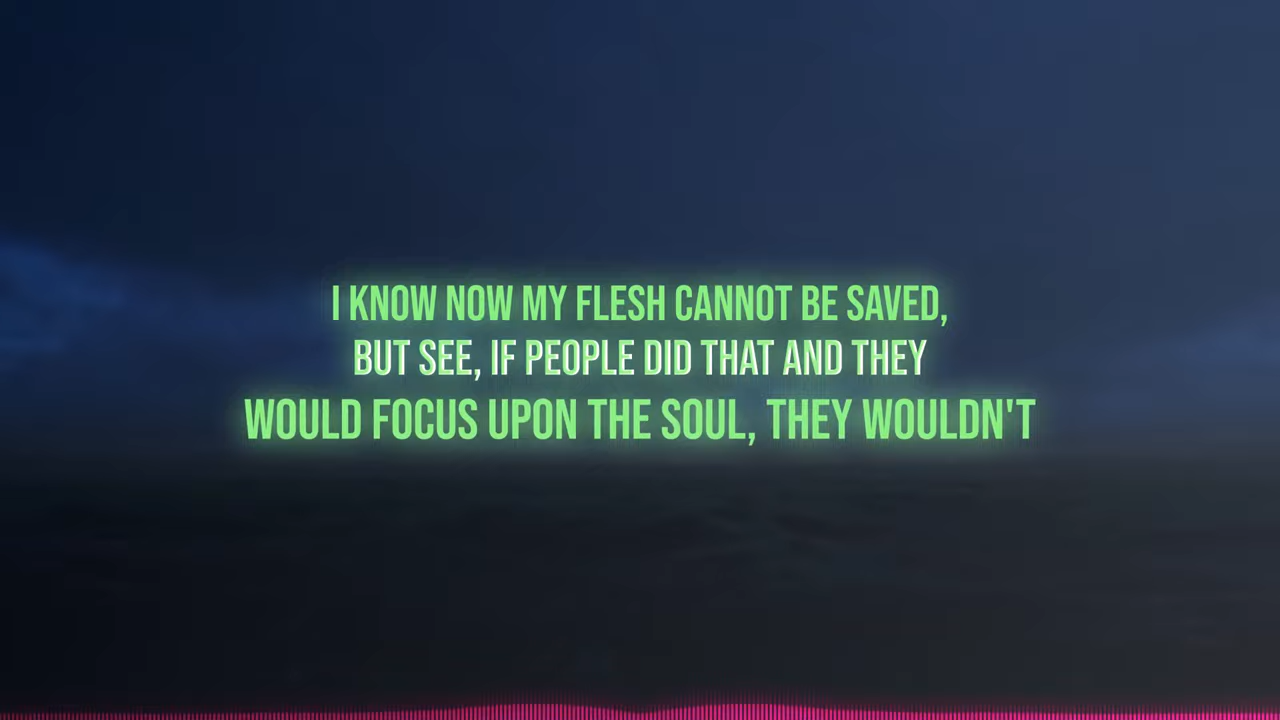 I KNOW NOW MY FLESH CANNOT BE SAVED,
BUT SEE, IF PEOPLE DID THAT AND THEY
WOULD FOCUS UPON THE SOUL, THEY WOULDN'T